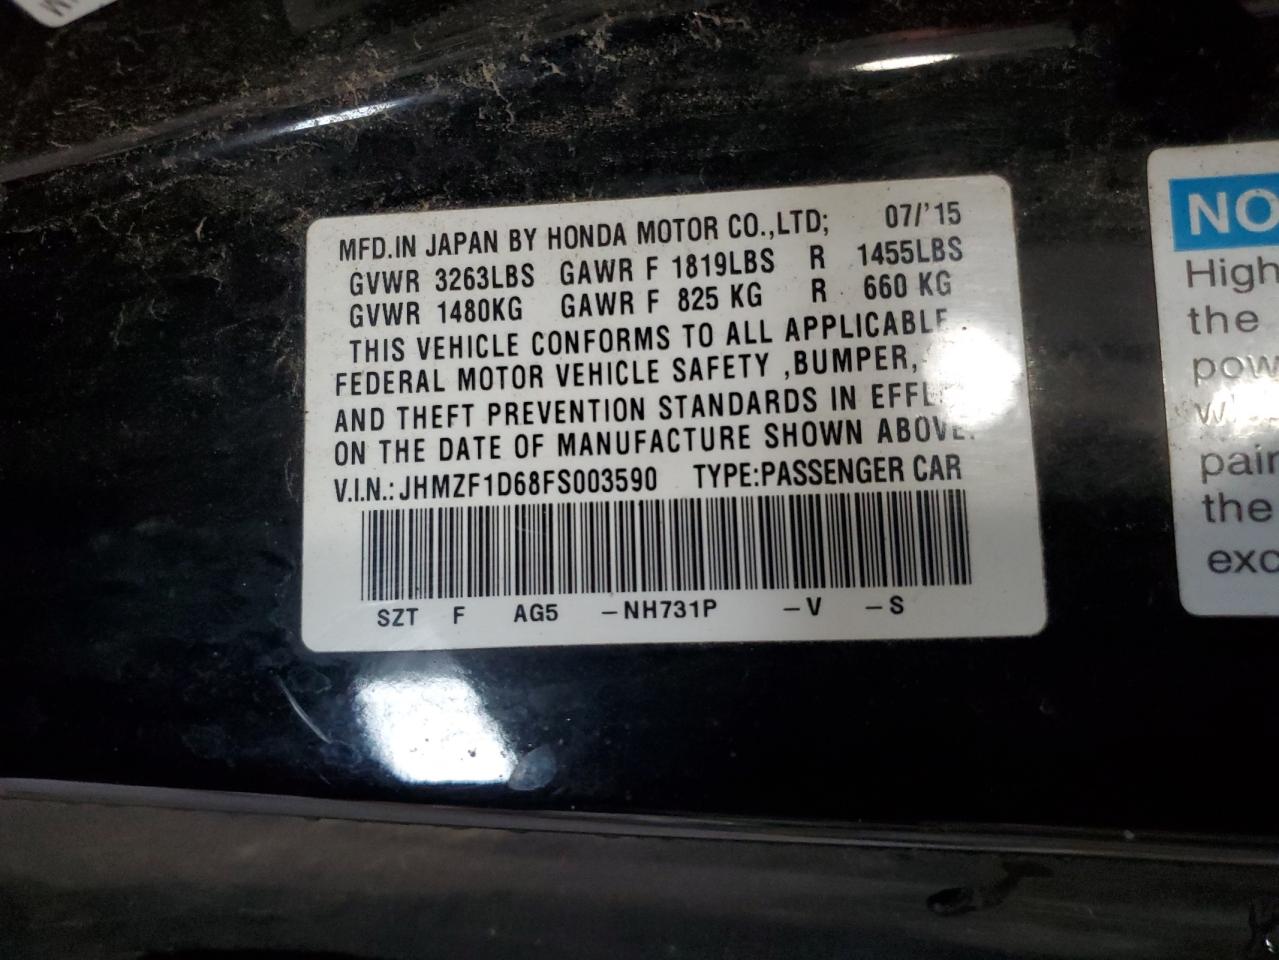 MFD.IN JAPAN BY HONDA MOTOR CO.,LTD; 07/'15
GVWR 3263LBS GAWR F 1819LBS R 1455LBS
GVWR 1480KG GAWR F 825 KG R 660 KG
THIS VEHICLE CONFORMS TO ALL APPLICABLE
FEDERAL MOTOR VEHICLE SAFETY ,BUMPER,
AND THEFT PREVENTION STANDARDS IN
ON THE DATE OF MANUFACTURE SHOWN ABOVE.
V.I.N.: JHMZF1D68FS003590 TYPE:PASSENGER CAR
SZT F AG5 -NH731P -V -S
NO
High
the
pow
pain
the
exc